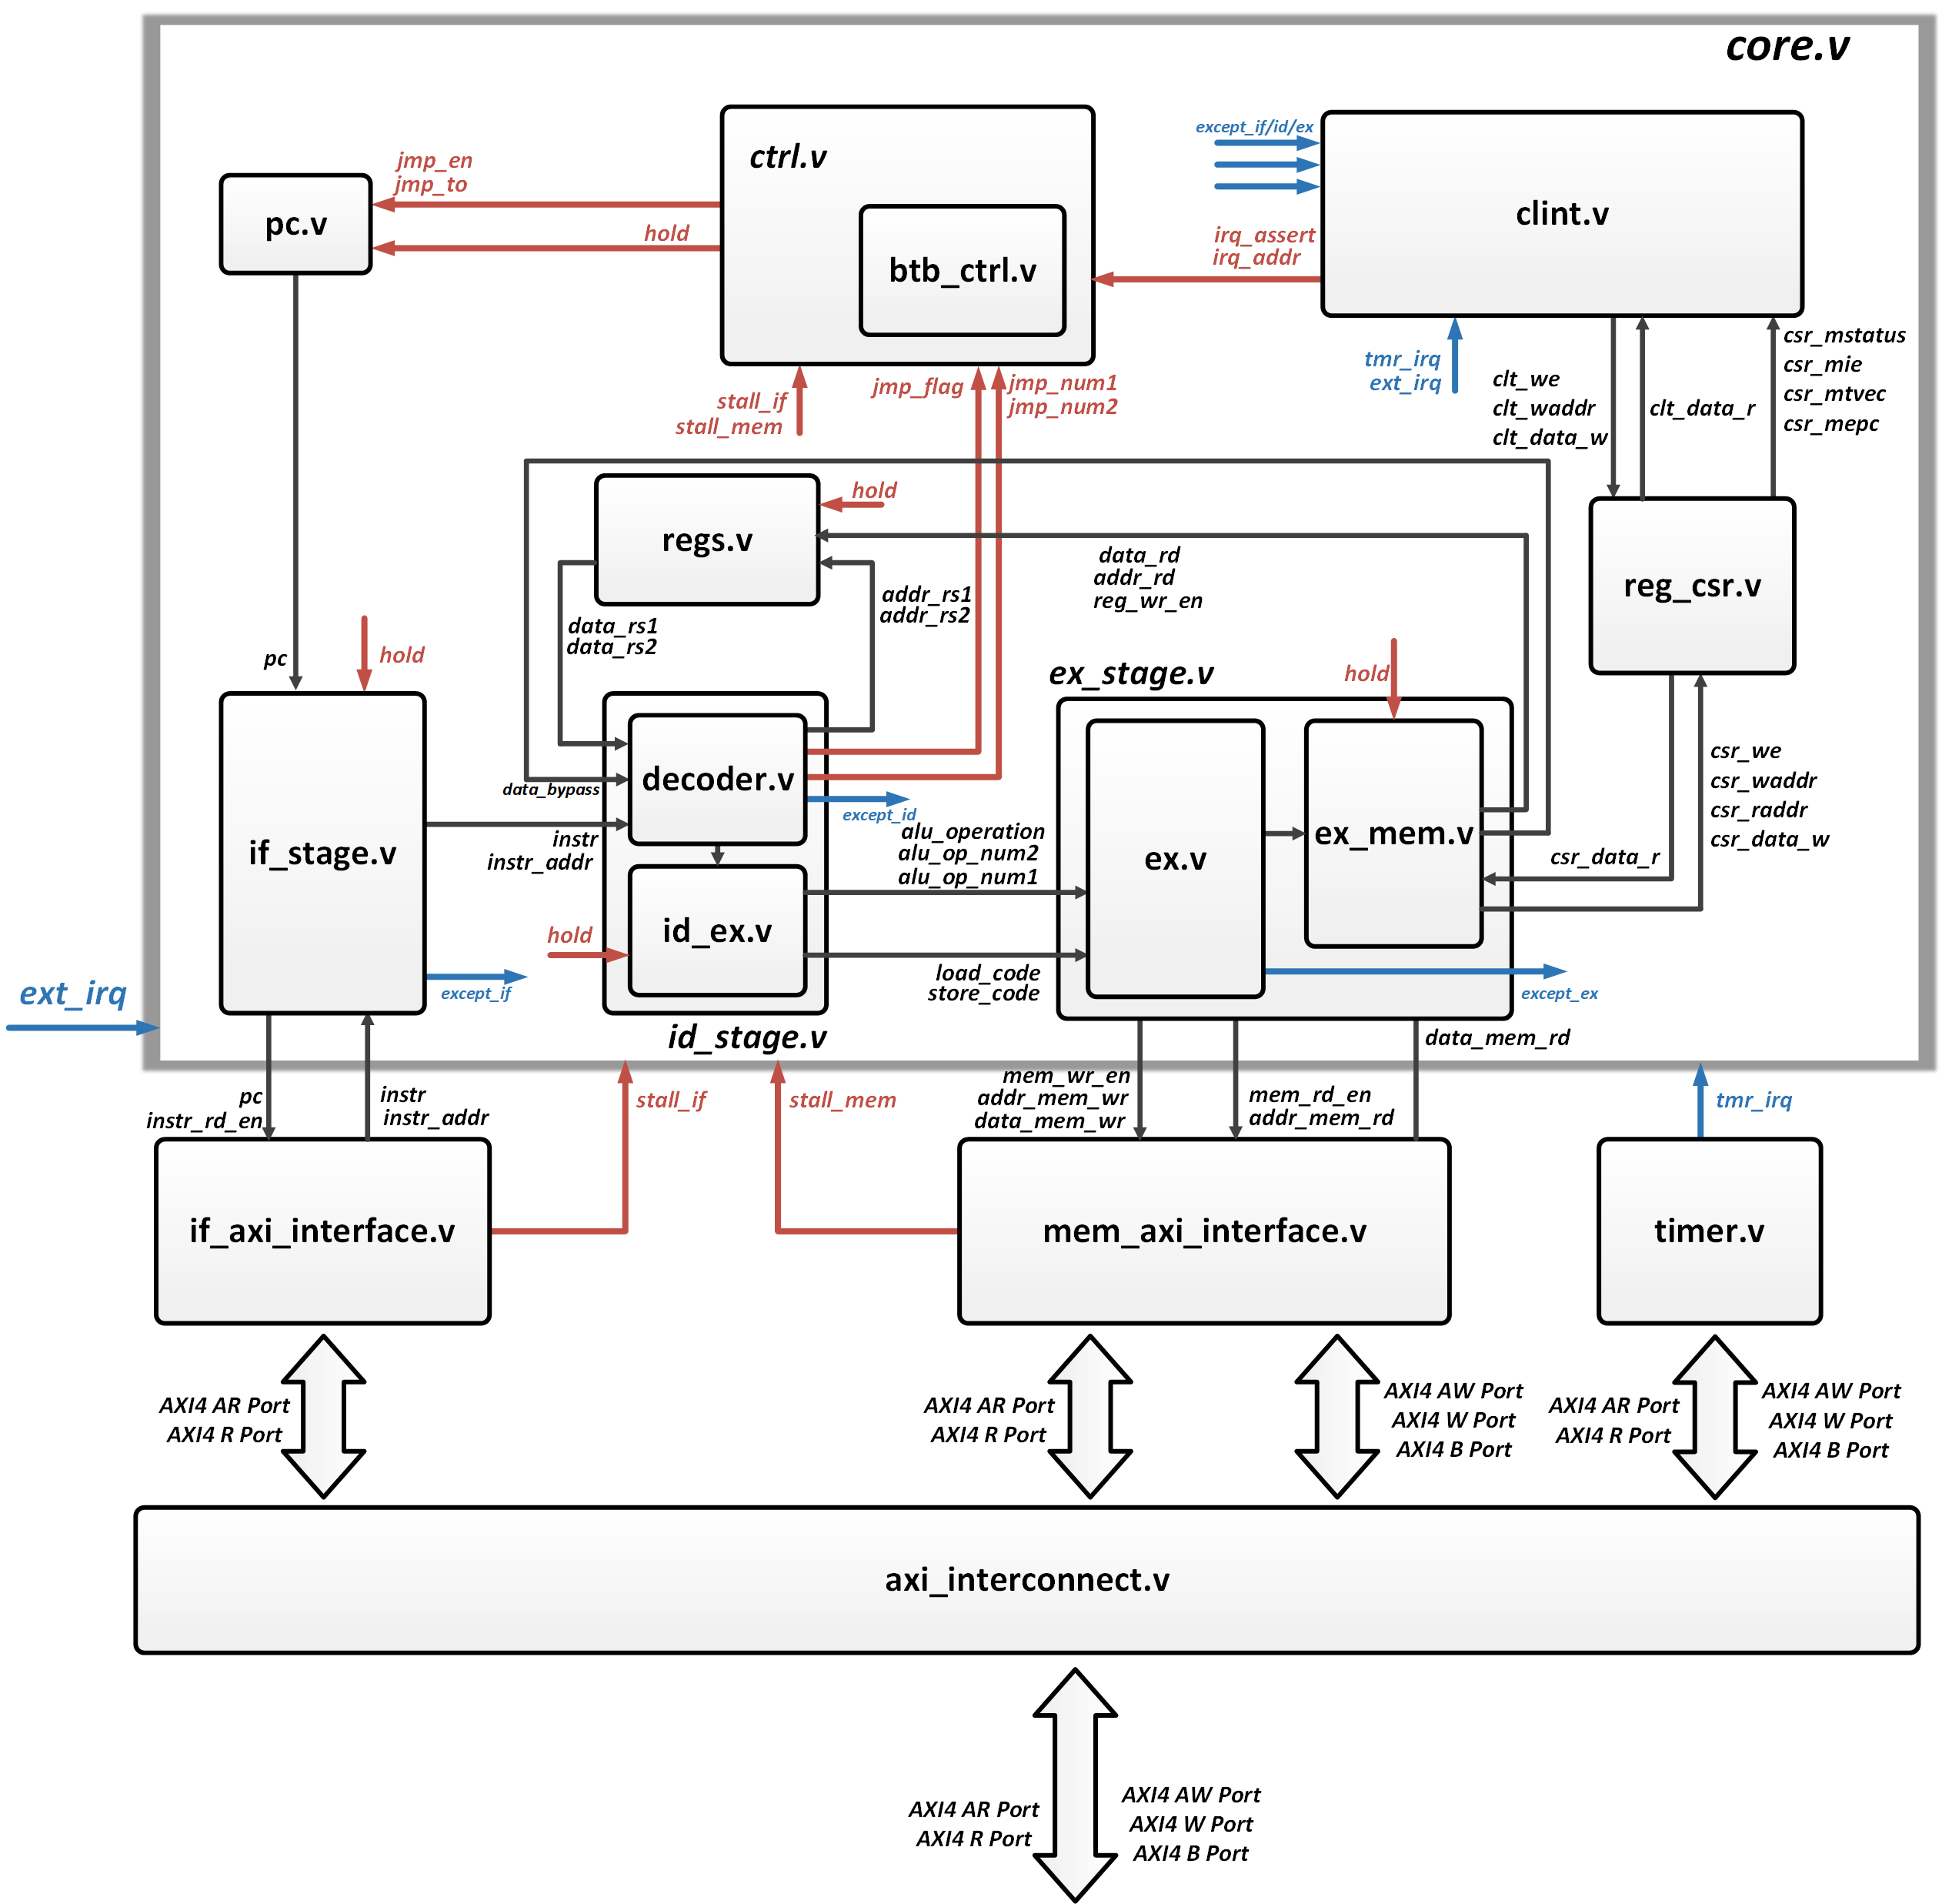 core.v
ctrl.v
btb_ctrl.v
pc.v
jmp_en
jmp_to
hold
except_if/id/ex
clint.v
irq_assert
irq_addr
tmr_irq
ext_irq
stall_if
stall_mem
jmp_flag
jmp_num1
jmp_num2
clt_we
clt_waddr
clt_data_w
clt_data_r
csr_mstatus
csr_mie
csr_mtvec
csr_mepc
regs.v
hold
data_rs1
data_rs2
addr_rs1
addr_rs2
data_rd
addr_rd
reg_wr_en
reg_csr.v
pc
hold
if_stage.v
decoder.v
data_bypass
instr
instr_addr
except_id
id_ex.v
hold
id_stage.v
alu_operation
alu_op_num2
alu_op_num1
load_code
store_code
ex_stage.v
hold
ex.v
ex_mem.v
csr_data_r
csr_we
csr_waddr
csr_raddr
csr_data_w
except_if
except_ex
ext_irq
pc
instr_rd_en
instr
instr_addr
stall_if
stall_mem
mem_wr_en
addr_mem_wr
data_mem_wr
mem_rd_en
addr_mem_rd
data_mem_rd
tmr_irq
if_axi_interface.v
mem_axi_interface.v
timer.v
AXI4 AR Port
AXI4 R Port
AXI4 AR Port
AXI4 R Port
AXI4 AW Port
AXI4 W Port
AXI4 B Port
AXI4 AR Port
AXI4 R Port
AXI4 AW Port
AXI4 W Port
AXI4 B Port
axi_interconnect.v
AXI4 AR Port
AXI4 R Port
AXI4 AW Port
AXI4 W Port
AXI4 B Port